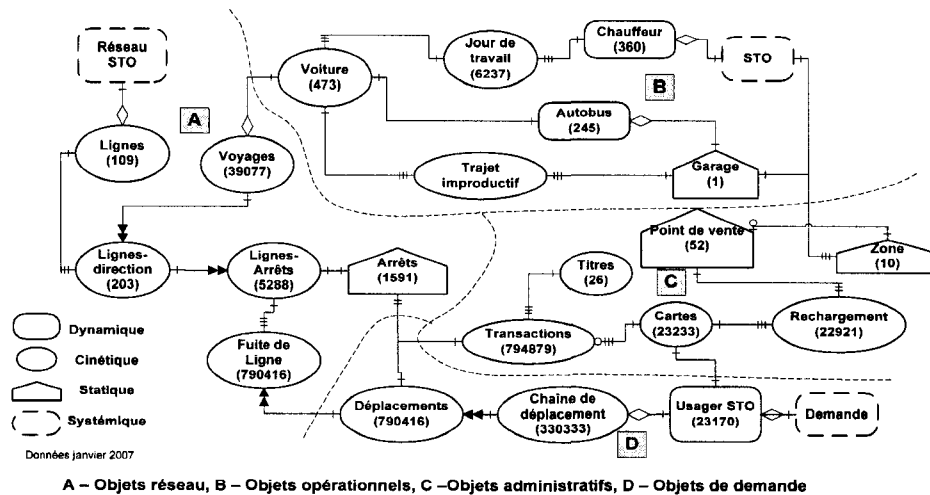 Réseau
STO
Lignes
(109)
A
Voyages
(39077)
Voiture
(473)
Jour de
travail
(6237)
Chauffeur
(360)
STO
B
Autobus
(245)
Trajet
improductif
Garage
(1)
Lignes-
direction
(203)
Lignes-
Arrêts
(5288)
Arrêts
(1591)
Titres
(26)
Point de vente
(52)
Zone
(10)
C
Transactions
(794879)
Cartes
(23233)
Rechargement
(22921)
Fuite de
Ligne
(790416)
Déplacements
(790416)
Chaîne de
déplacement
(330333)
D
Usager STO
(23170)
Demande
Dynamique
Cinétique
Statique
Systémique
Données janvier 2007
A – Objets réseau, B – Objets opérationnels, C –Objets administratifs, D – Objets de demande